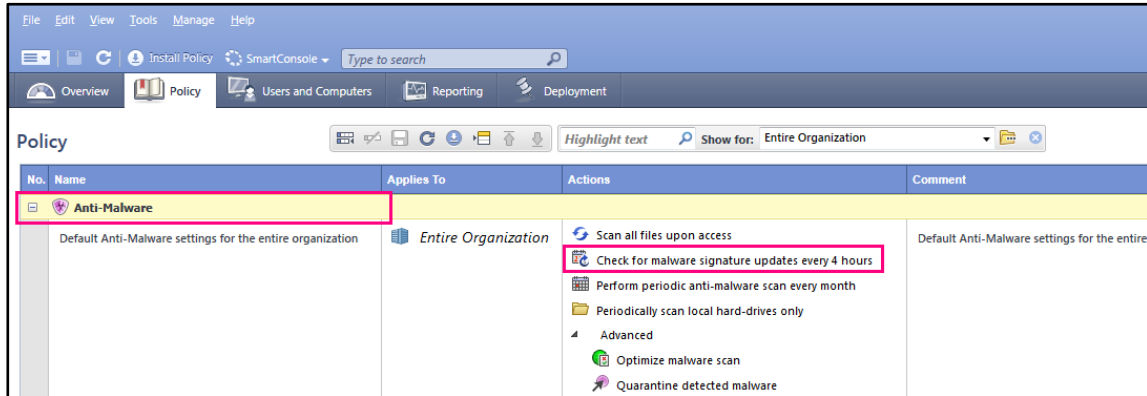 File Edit View Tools Manage Help
Install Policy SmartConsole Type to search
Overview Policy Users and Computers Reporting Deployment
Policy Highlight text Show for: Entire Organization
No. Name Applies To Actions Comment
Anti-Malware
Default Anti-Malware settings for the entire organization Entire Organization Scan all files upon access Default Anti-Malware settings for the entire
Check for malware signature updates every 4 hours
Perform periodic anti-malware scan every month
Periodically scan local hard-drives only
Advanced
Optimize malware scan
Quarantine detected malware